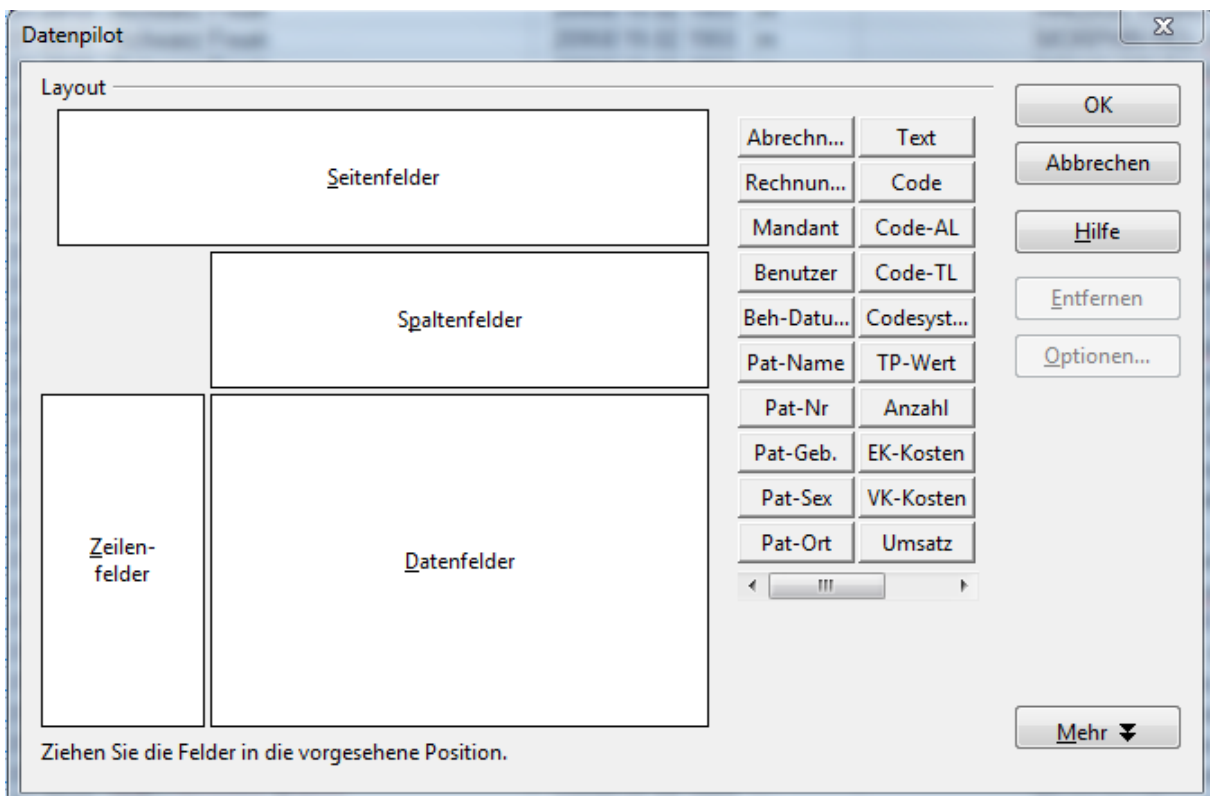 Datenpilot
Layout
Seitenfelder
Spaltenfelder
Zeilen-
felder
Datenfelder
Abrechn... Text
Rechnun... Code
Mandant Code-AL
Benutzer Code-TL
Beh-Datu... Codesyst...
Pat-Name TP-Wert
Pat-Nr Anzahl
Pat-Geb. EK-Kosten
Pat-Sex VK-Kosten
Pat-Ort Umsatz
OK
Abbrechen
Hilfe
Entfernen
Optionen...
Mehr
Ziehen Sie die Felder in die vorgesehene Position.